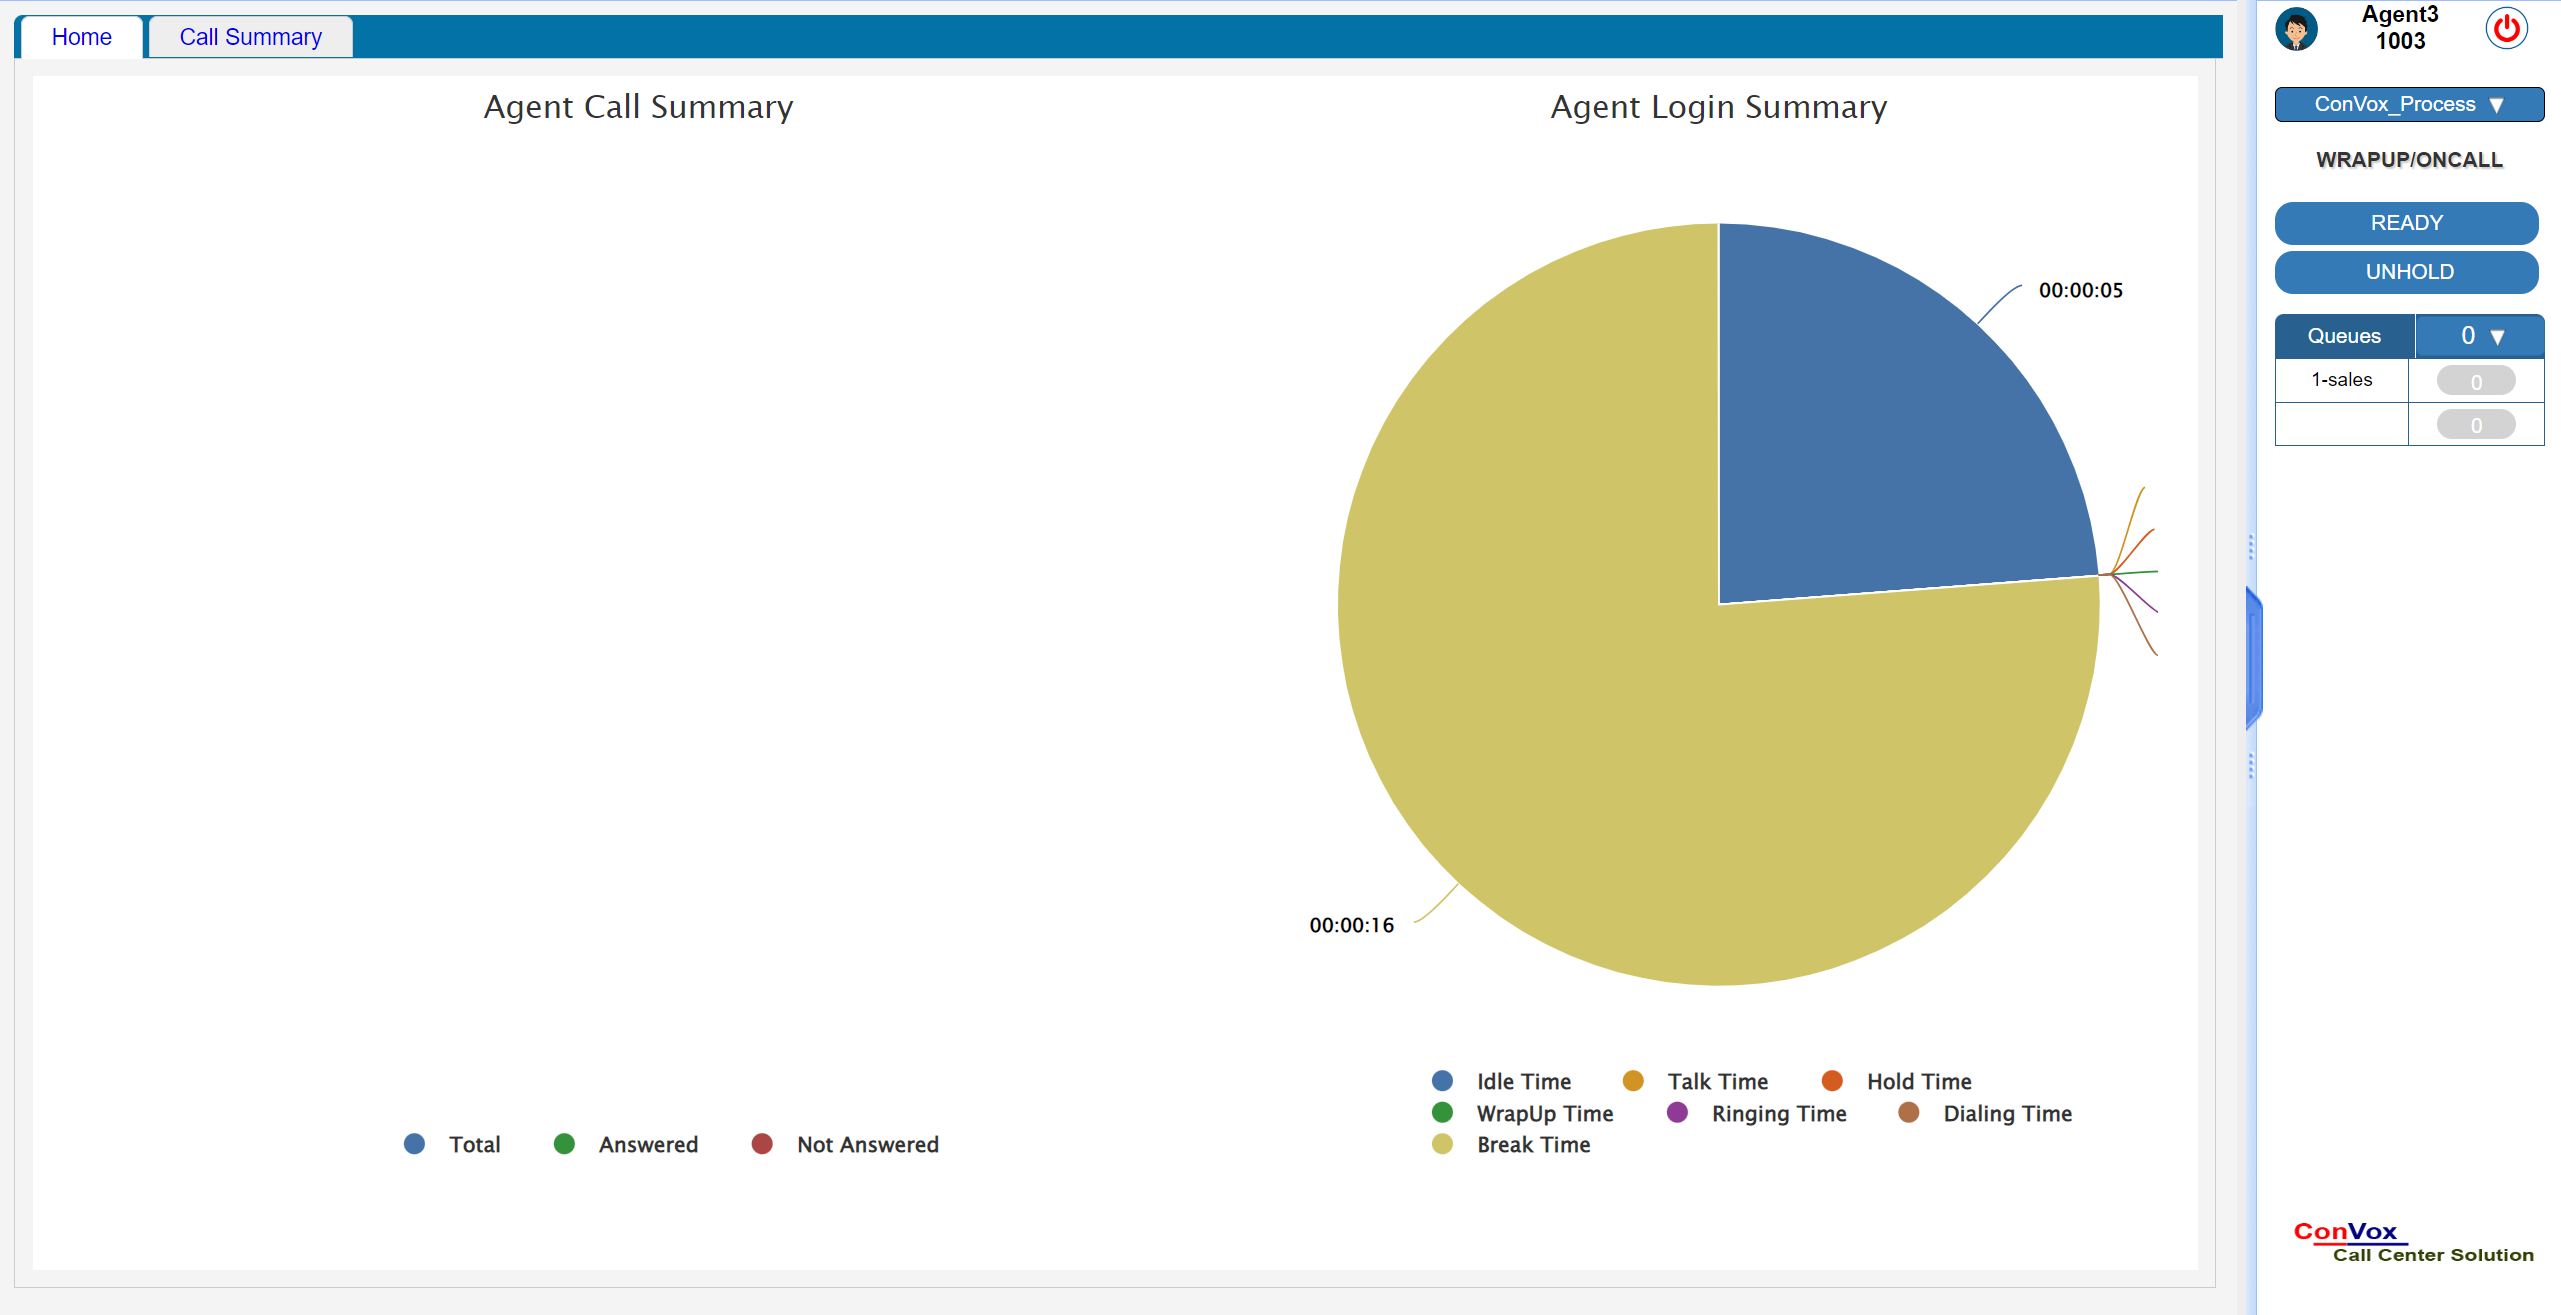 Home
Call Summary
Agent Call Summary
Total
Answered
Not Answered
Agent Login Summary
00:00:05
00:00:16
Idle Time
Talk Time
Hold Time
WrapUp Time
Ringing Time
Dialing Time
Break Time
Agent3
1003
ConVox_Process ▼
WRAPUP/ONCALL
READY
UNHOLD
Queues
0 ▼
1-sales
0
0
ConVox
Call Center Solution